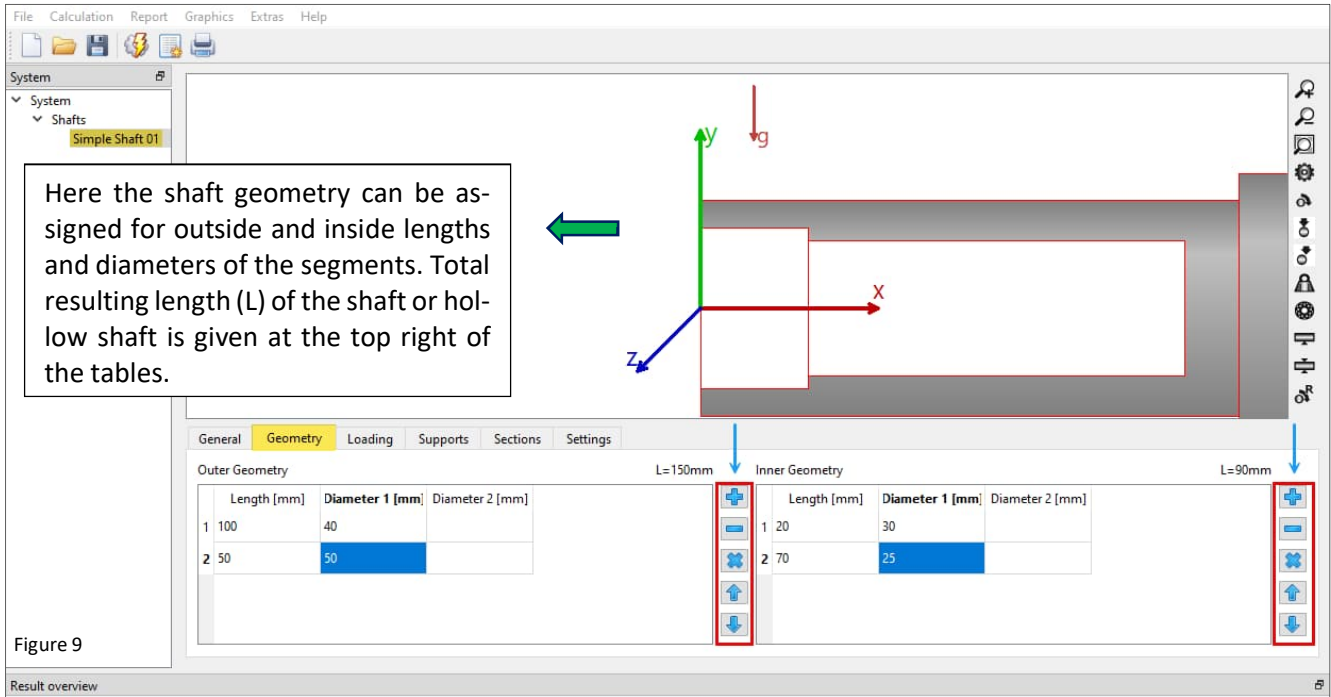 File Calculation Report Graphics Extras Help
System
System
Shafts
Simple Shaft 01
Here the shaft geometry can be as-
signed for outside and inside lengths
and diameters of the segments. Total
resulting length (L) of the shaft or hol-
low shaft is given at the top right of
the tables.
y
g
x
z
R
General Geometry Loading Supports Sections Settings
Outer Geometry L=150mm
Length [mm] Diameter 1 [mm] Diameter 2 [mm]
1 100 40
2 50 50
Inner Geometry L=90mm
Length [mm] Diameter 1 [mm] Diameter 2 [mm]
1 20 30
2 70 25
Figure 9
Result overview